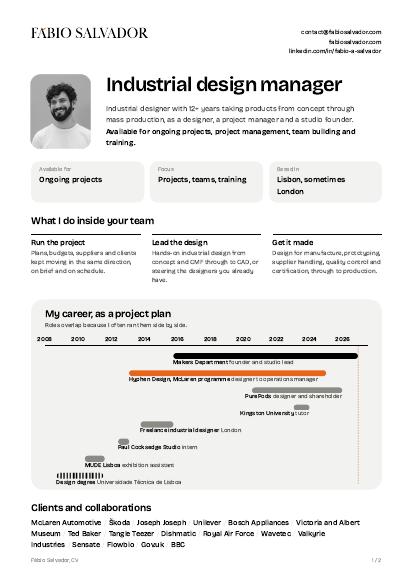 FÁBIO SALVADOR
contact@fabiosalvador.com
fabiosalvador.com
linkedin.com/in/fabio-a-salvador
Industrial design manager
Industrial designer with 12+ years taking products from concept through
mass production, as a designer, a project manager and a studio founder.
Available for ongoing projects, project management, team building and
training.
Available for
Ongoing projects
Focus
Projects, teams, training
Based in
Lisbon, sometimes
London
What I do inside your team
Run the project
Plans, budgets, suppliers and clients
kept moving in the same direction,
on brief and on schedule.
Lead the design
Hands-on industrial design from
concept and CMF through to CAD, or
steering the designers you already
have.
Get it made
Design for manufacture, prototyping,
supplier handling, quality control and
certification, through to production.
My career, as a project plan
Roles overlap because I often ran them side by side.
2008 2010 2012 2014 2016 2018 2020 2022 2024 2026
Makers Department founder and studio lead
Hyphen Design, McLaren programme designer to operations manager
PurePods designer and shareholder
Kingston University tutor
Freelance industrial designer London
Paul Cocksedge Studio intern
MUDE Lisboa exhibition assistant
Design degree Universidade Técnica de Lisboa
Clients and collaborations
McLaren Automotive Škoda Joseph Joseph Unilever Bosch Appliances Victoria and Albert
Museum Ted Baker Tangle Teezer Dishmatic Royal Air Force Wavetec Valkyrie
Industries Sensate Flowbio Govuk BBC
Fábio Salvador, CV
1 / 2